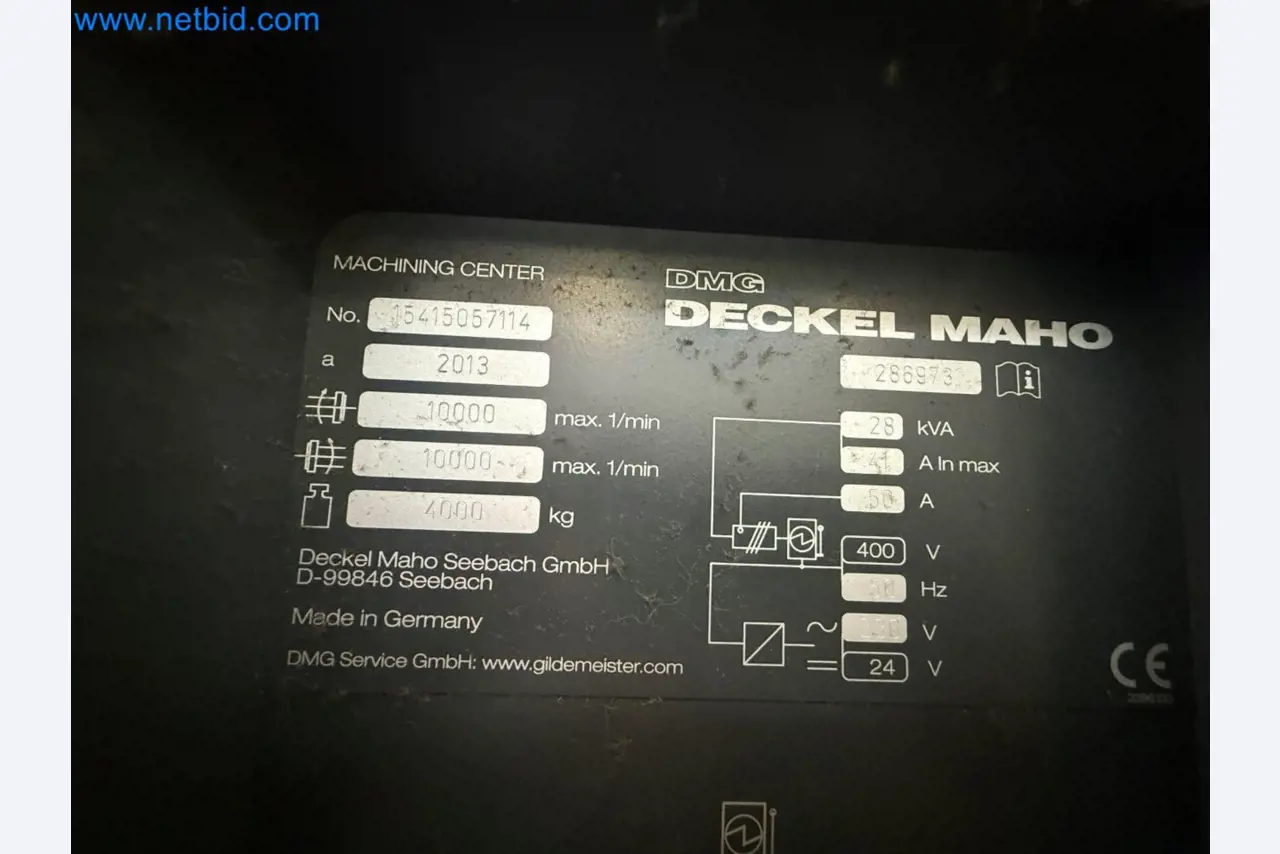 www.netbid.com
MACHINING CENTER
No. 15415057114
a 2013
10000 max. 1/min
10000 max. 1/min
4000 kg
Deckel Maho Seebach GmbH
D-99846 Seebach
Made in Germany
DMG Service GmbH: www.gildemeister.com
DMG
DECKEL MAHO
28 kVA
41 A In max
50 A
400 V
50 Hz
V
24 V
CE